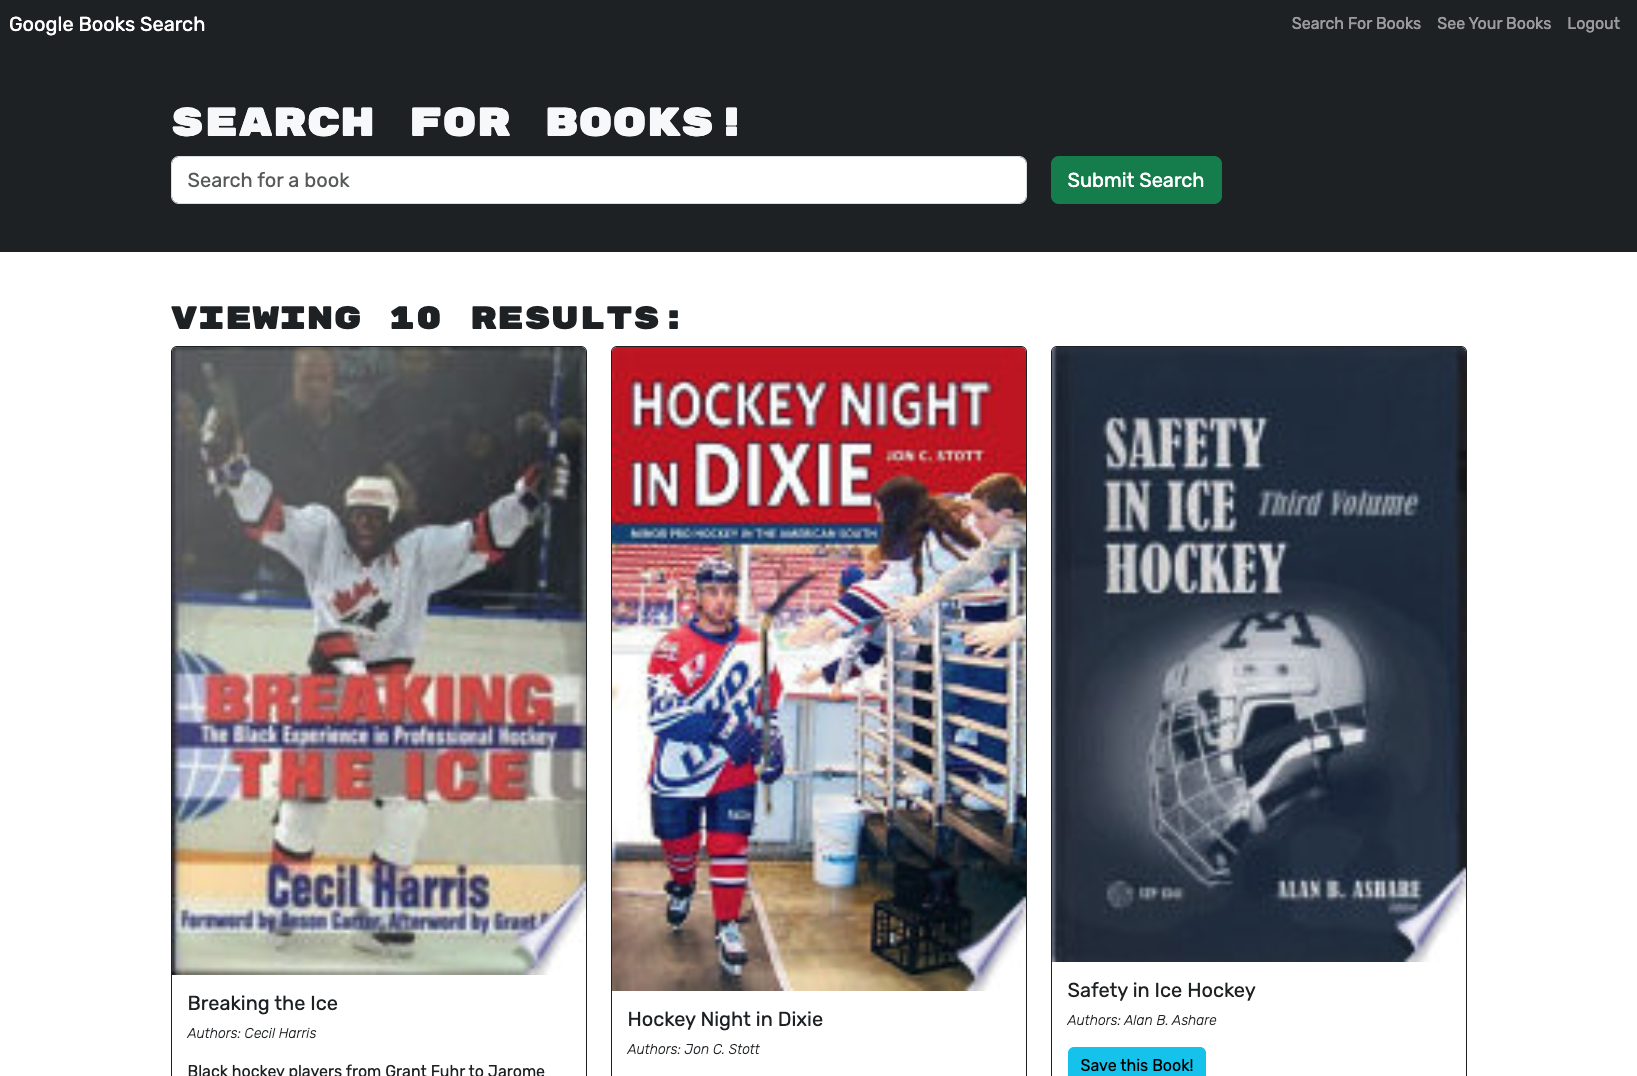 Google Books Search
Search For Books
See Your Books
Logout
SEARCH FOR BOOKS!
Search for a book
Submit Search
VIEWING 10 RESULTS:
BREAKING
The Black Experience in Professional Hockey
THE ICE
Cecil Harris
Foreword by Anson Carter, Afterword by Grant
Breaking the Ice
Authors: Cecil Harris
Black hockey players from Grant Fuhr to Jarome
HOCKEY NIGHT
IN DIXIE
JON C. STOTT
MINOR PRO HOCKEY IN THE AMERICAN SOUTH
Hockey Night in Dixie
Authors: Jon C. Stott
SAFETY
IN ICE
HOCKEY
Third Volume
ALAN B. ASHARE
Safety in Ice Hockey
Authors: Alan B. Ashare
Save this Book!